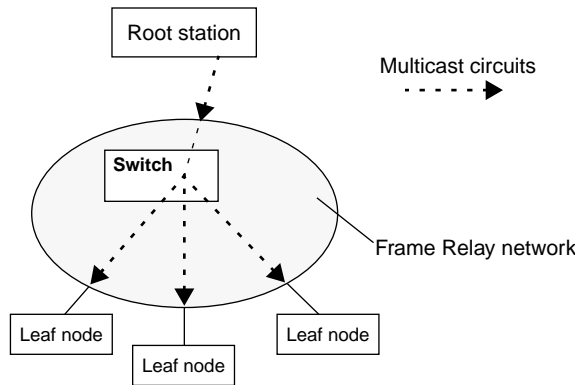 Root station
Multicast circuits
Switch
Frame Relay network
Leaf node
Leaf node
Leaf node